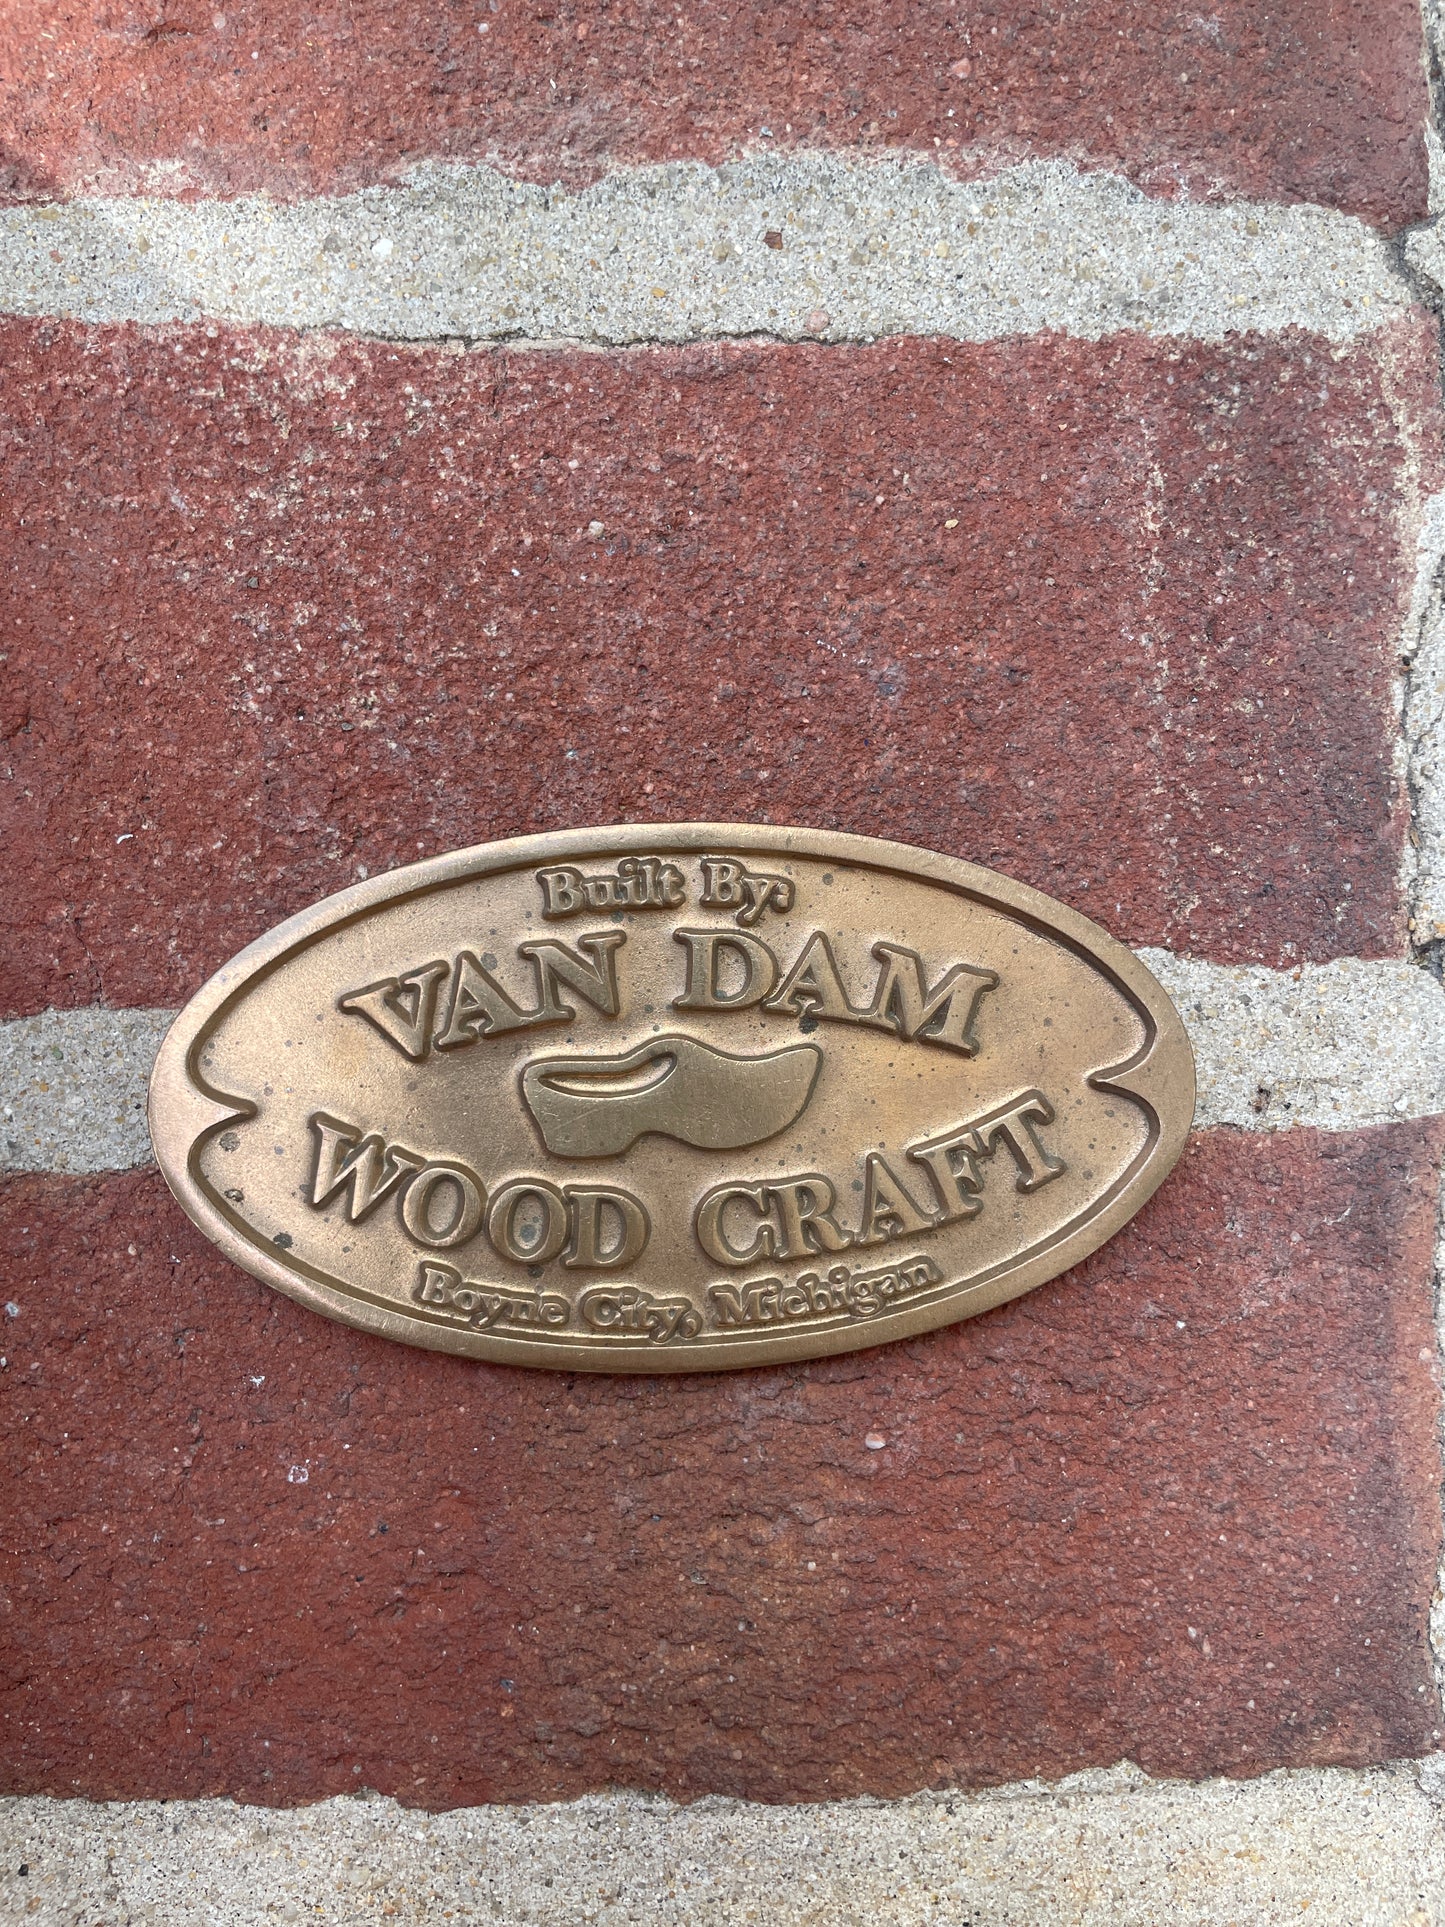 Built By:
VAN DAM
WOOD CRAFT
Boyne City, Michigan